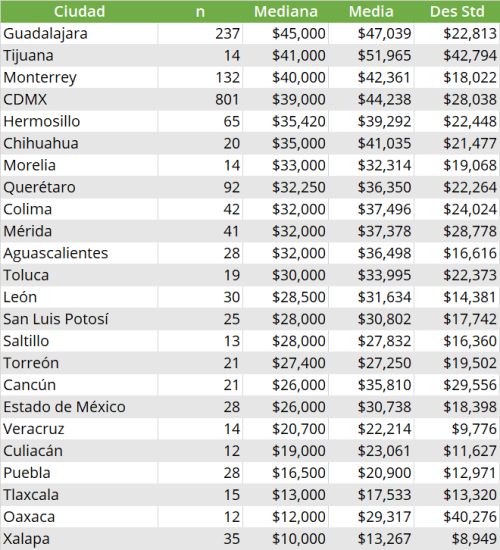 Ciudad n Mediana Media Des Std
Guadalajara 237 $45,000 $47,039 $22,813
Tijuana 14 $41,000 $51,965 $42,794
Monterrey 132 $40,000 $42,361 $18,022
CDMX 801 $39,000 $44,238 $28,038
Hermosillo 65 $35,420 $39,292 $22,448
Chihuahua 20 $35,000 $41,035 $21,477
Morelia 14 $33,000 $32,314 $19,068
Querétaro 92 $32,250 $36,350 $22,264
Colima 42 $32,000 $37,496 $24,024
Mérida 41 $32,000 $37,378 $28,778
Aguascalientes 28 $32,000 $36,498 $16,616
Toluca 19 $30,000 $33,995 $22,373
León 30 $28,500 $31,634 $14,381
San Luis Potosí 25 $28,000 $30,802 $17,742
Saltillo 13 $28,000 $27,832 $16,360
Torreón 21 $27,400 $27,250 $19,502
Cancún 21 $26,000 $35,810 $29,556
Estado de México 28 $26,000 $30,738 $18,398
Veracruz 14 $20,700 $22,214 $9,776
Culiacán 12 $19,000 $23,061 $11,627
Puebla 28 $16,500 $20,900 $12,971
Tlaxcala 15 $13,000 $17,533 $13,320
Oaxaca 12 $12,000 $29,317 $40,276
Xalapa 35 $10,000 $13,267 $8,949